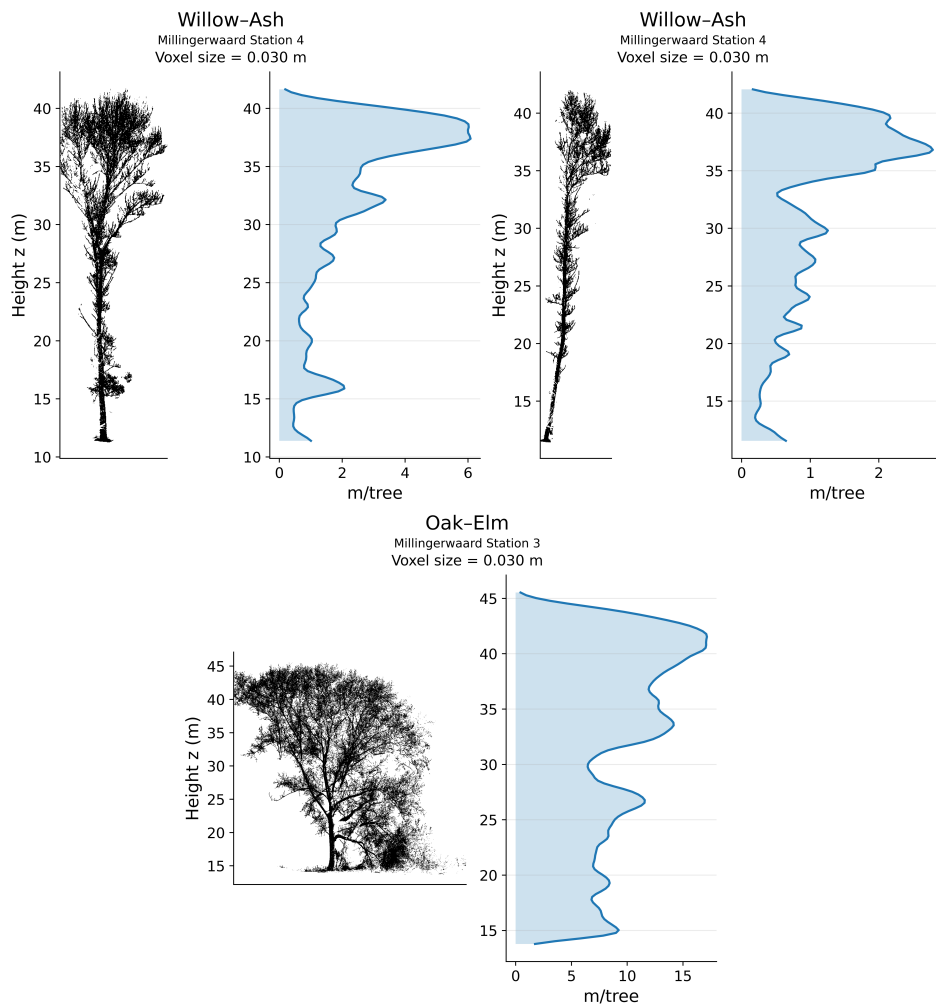 Willow–Ash
Millingerwaard Station 4
Voxel size = 0.030 m
Height z (m)
40
35
30
25
20
15
10
40
35
30
25
20
15
10
0 2 4 6
m/tree
Willow–Ash
Millingerwaard Station 4
Voxel size = 0.030 m
Height z (m)
40
35
30
25
20
15
40
35
30
25
20
15
0 1 2
m/tree
Oak–Elm
Millingerwaard Station 3
Voxel size = 0.030 m
Height z (m)
45
40
35
30
25
20
15
45
40
35
30
25
20
15
0 5 10 15
m/tree